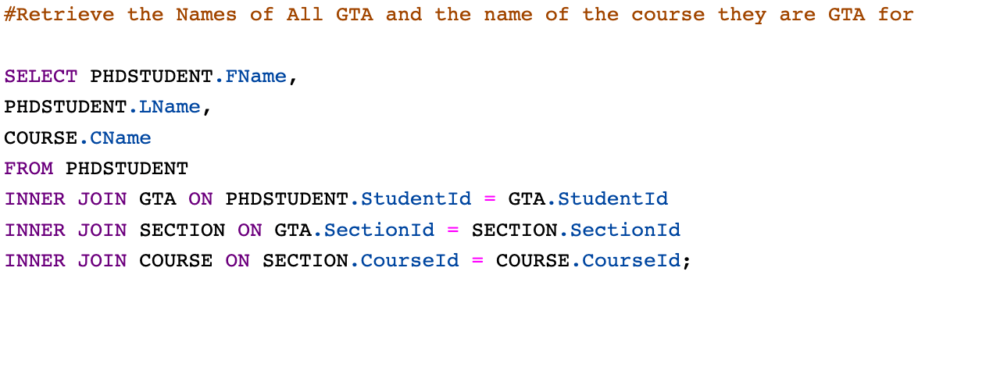 #Retrieve the Names of All GTA and the name of the course they are GTA for
SELECT PHDSTUDENT.FName,
PHDSTUDENT.LName,
COURSE.CName
FROM PHDSTUDENT
INNER JOIN GTA ON PHDSTUDENT.StudentId = GTA.StudentId
INNER JOIN SECTION ON GTA.SectionId = SECTION.SectionId
INNER JOIN COURSE ON SECTION.CourseId = COURSE.CourseId;